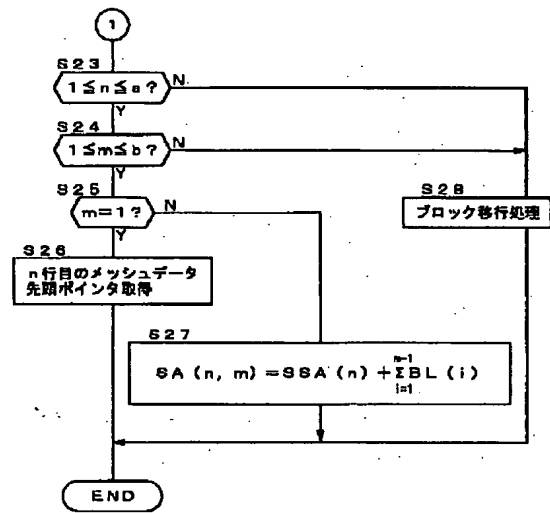 1
S23
1≦n≦a?
N
Y
S24
1≦m≦b?
N
Y
S25
m=1?
N
Y
S28
ブロック移行処理
S26
n行目のメッシュデータ
先頭ポインタ取得
S27
m-1
SA (n, m) =SSA (n) +ΣBL (i)
i=1
END